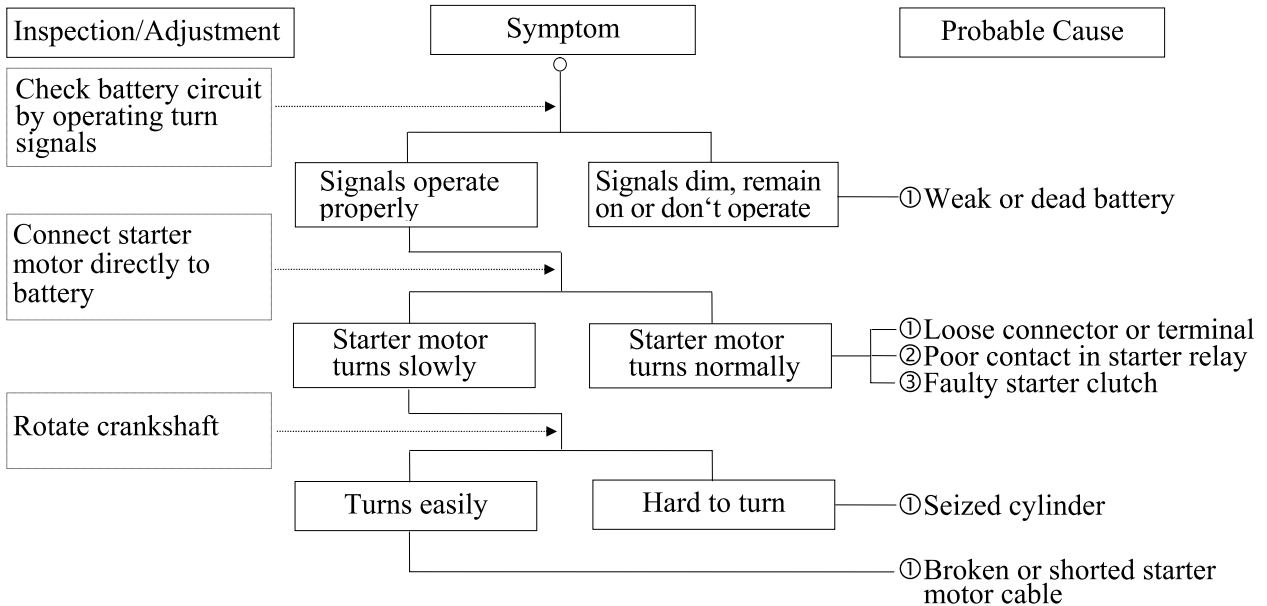 Inspection/Adjustment
Symptom
Probable Cause
Check battery circuit
by operating turn
signals
Signals operate
properly
Signals dim, remain
on or don‘t operate
①Weak or dead battery
Connect starter
motor directly to
battery
Starter motor
turns slowly
Starter motor
turns normally
①Loose connector or terminal
②Poor contact in starter relay
③Faulty starter clutch
Rotate crankshaft
Turns easily
Hard to turn
①Seized cylinder
①Broken or shorted starter
motor cable